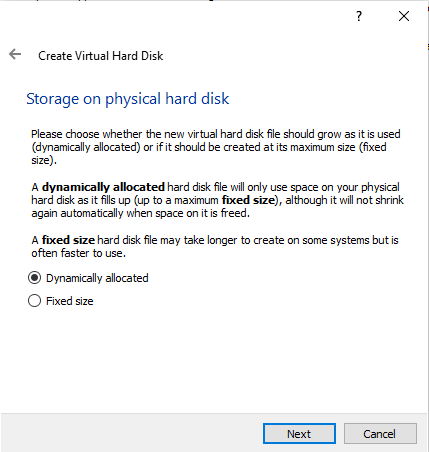 ?
Create Virtual Hard Disk
Storage on physical hard disk
Please choose whether the new virtual hard disk file should grow as it is used
(dynamically allocated) or if it should be created at its maximum size (fixed
size).
A dynamically allocated hard disk file will only use space on your physical
hard disk as it fills up (up to a maximum fixed size), although it will not shrink
again automatically when space on it is freed.
A fixed size hard disk file may take longer to create on some systems but is
often faster to use.
Dynamically allocated
Fixed size
Next
Cancel